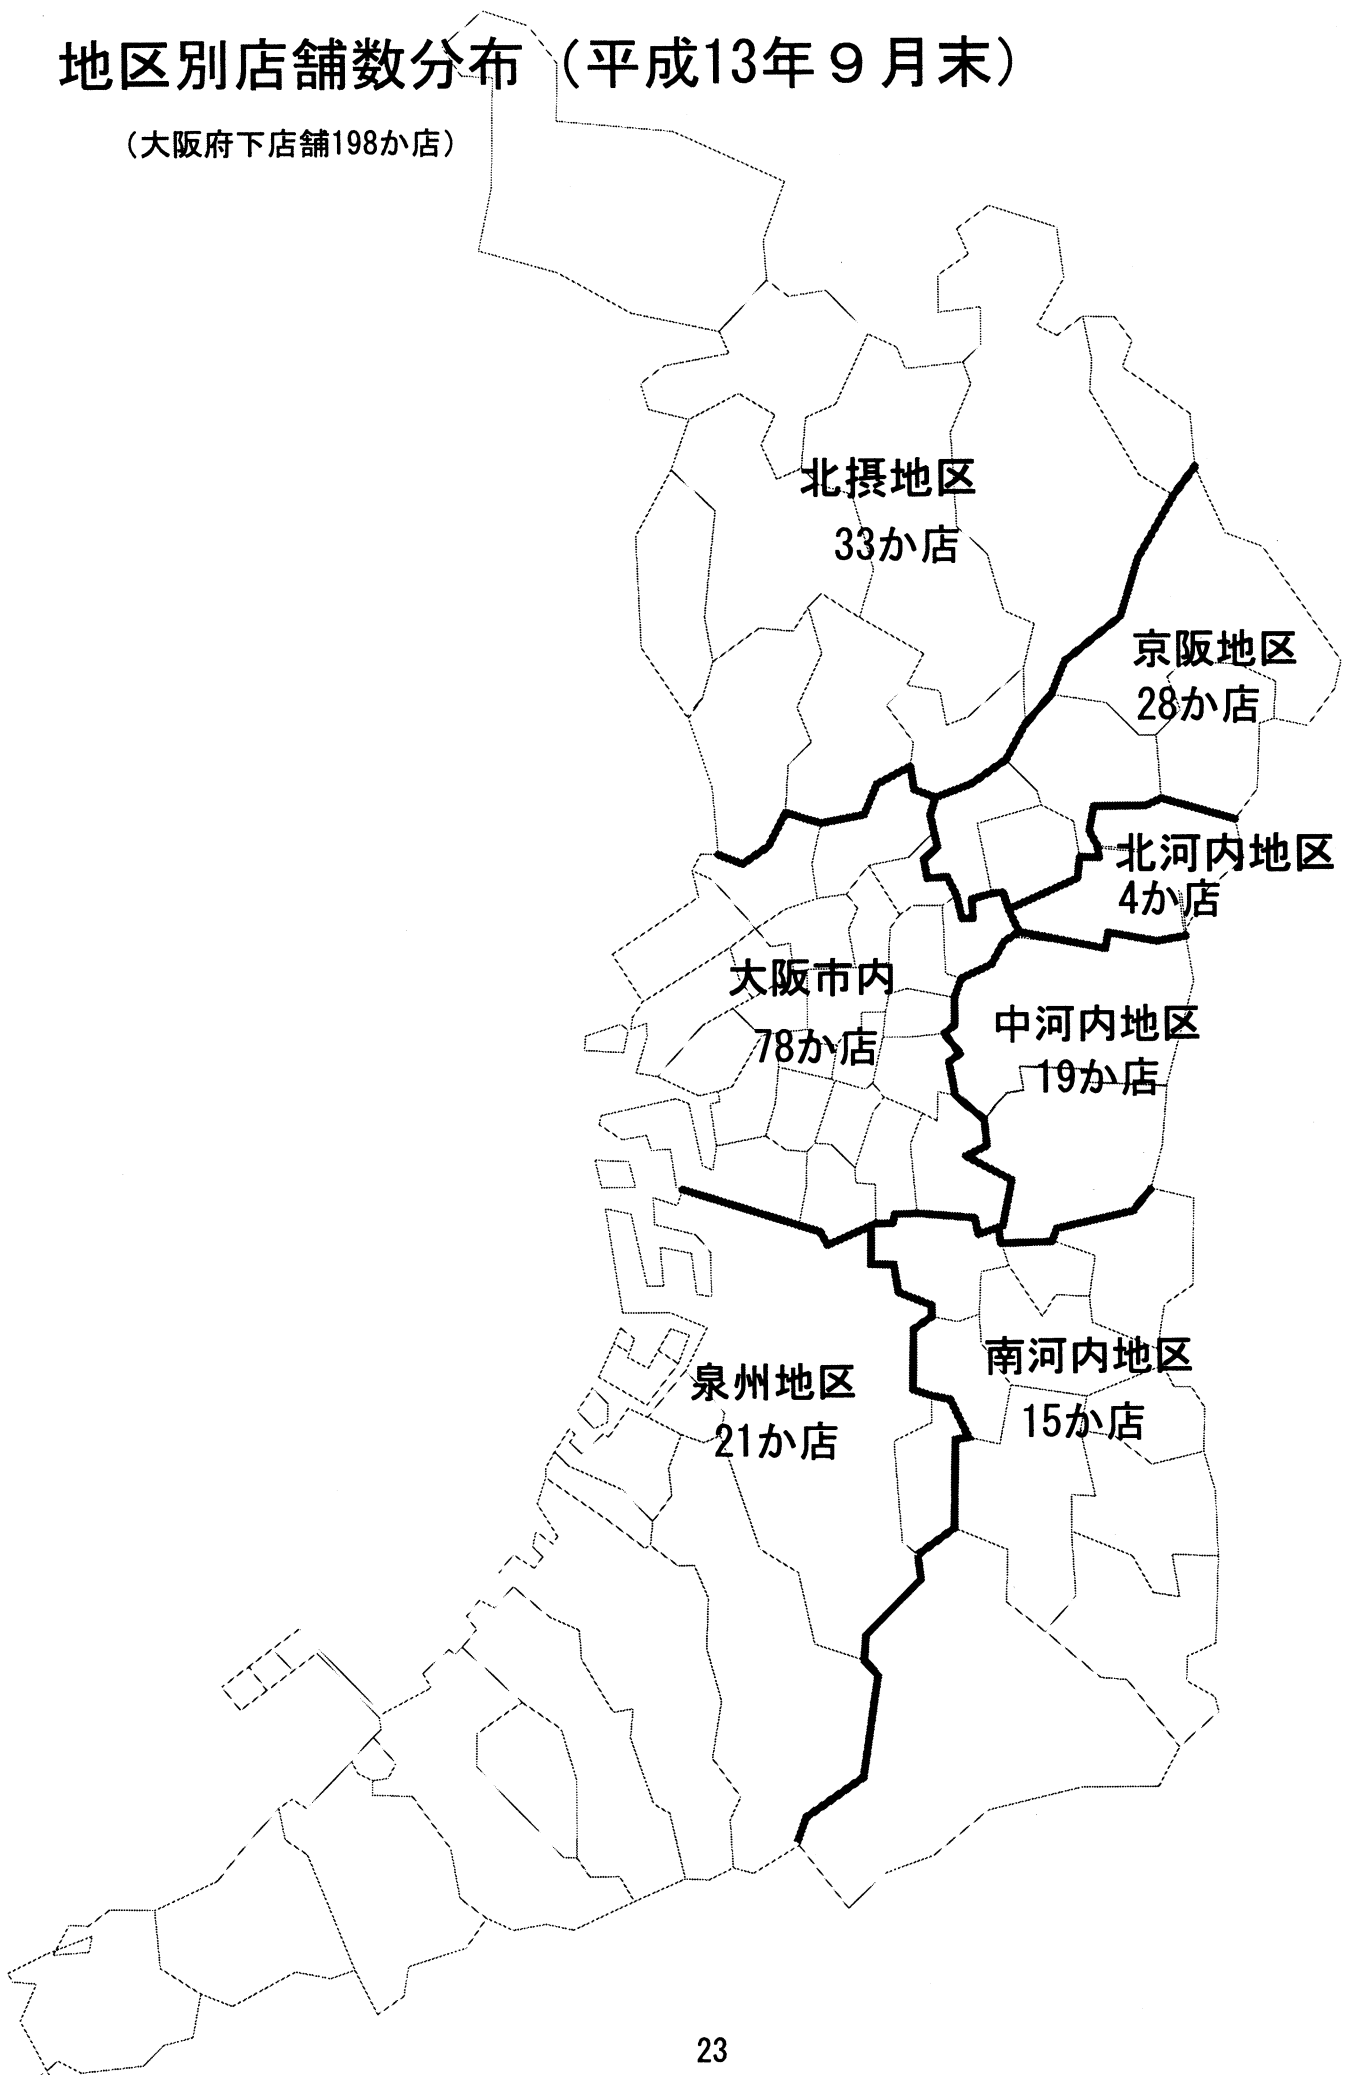 地区別店舗数分布（平成13年９月末）
（大阪府下店舗198か店）
北摂地区
33か店
京阪地区
28か店
北河内地区
4か店
大阪市内
78か店
中河内地区
19か店
南河内地区
15か店
泉州地区
21か店
23